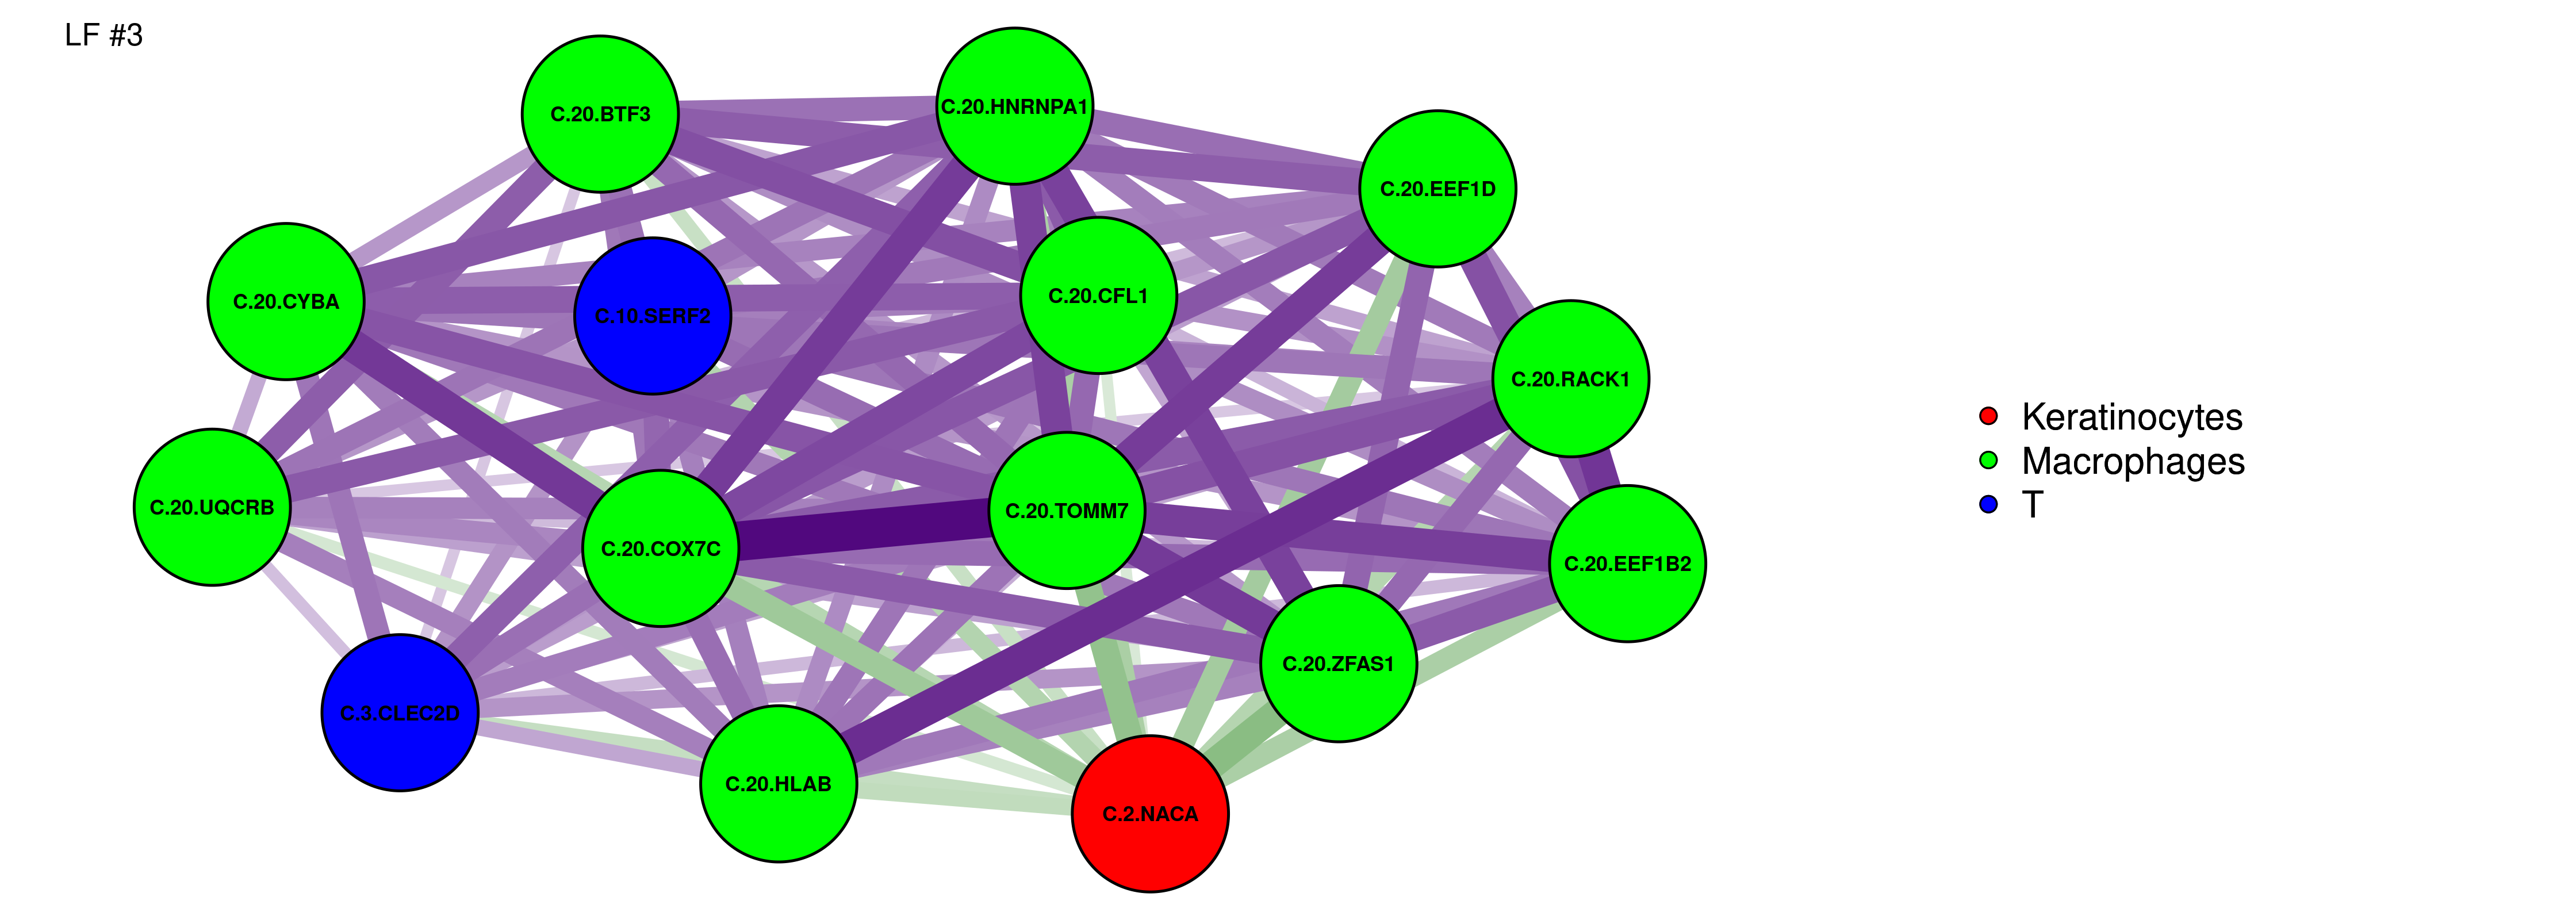 LF #3
C.20.BTF3
C.20.HNRNPA1
C.20.EEF1D
C.20.CYBA
C.10.SERF2
C.20.CFL1
C.20.RACK1
C.20.UQCRB
C.20.COX7C
C.20.TOMM7
C.20.EEF1B2
C.3.CLEC2D
C.20.HLAB
C.2.NACA
C.20.ZFAS1
Keratinocytes
Macrophages
T